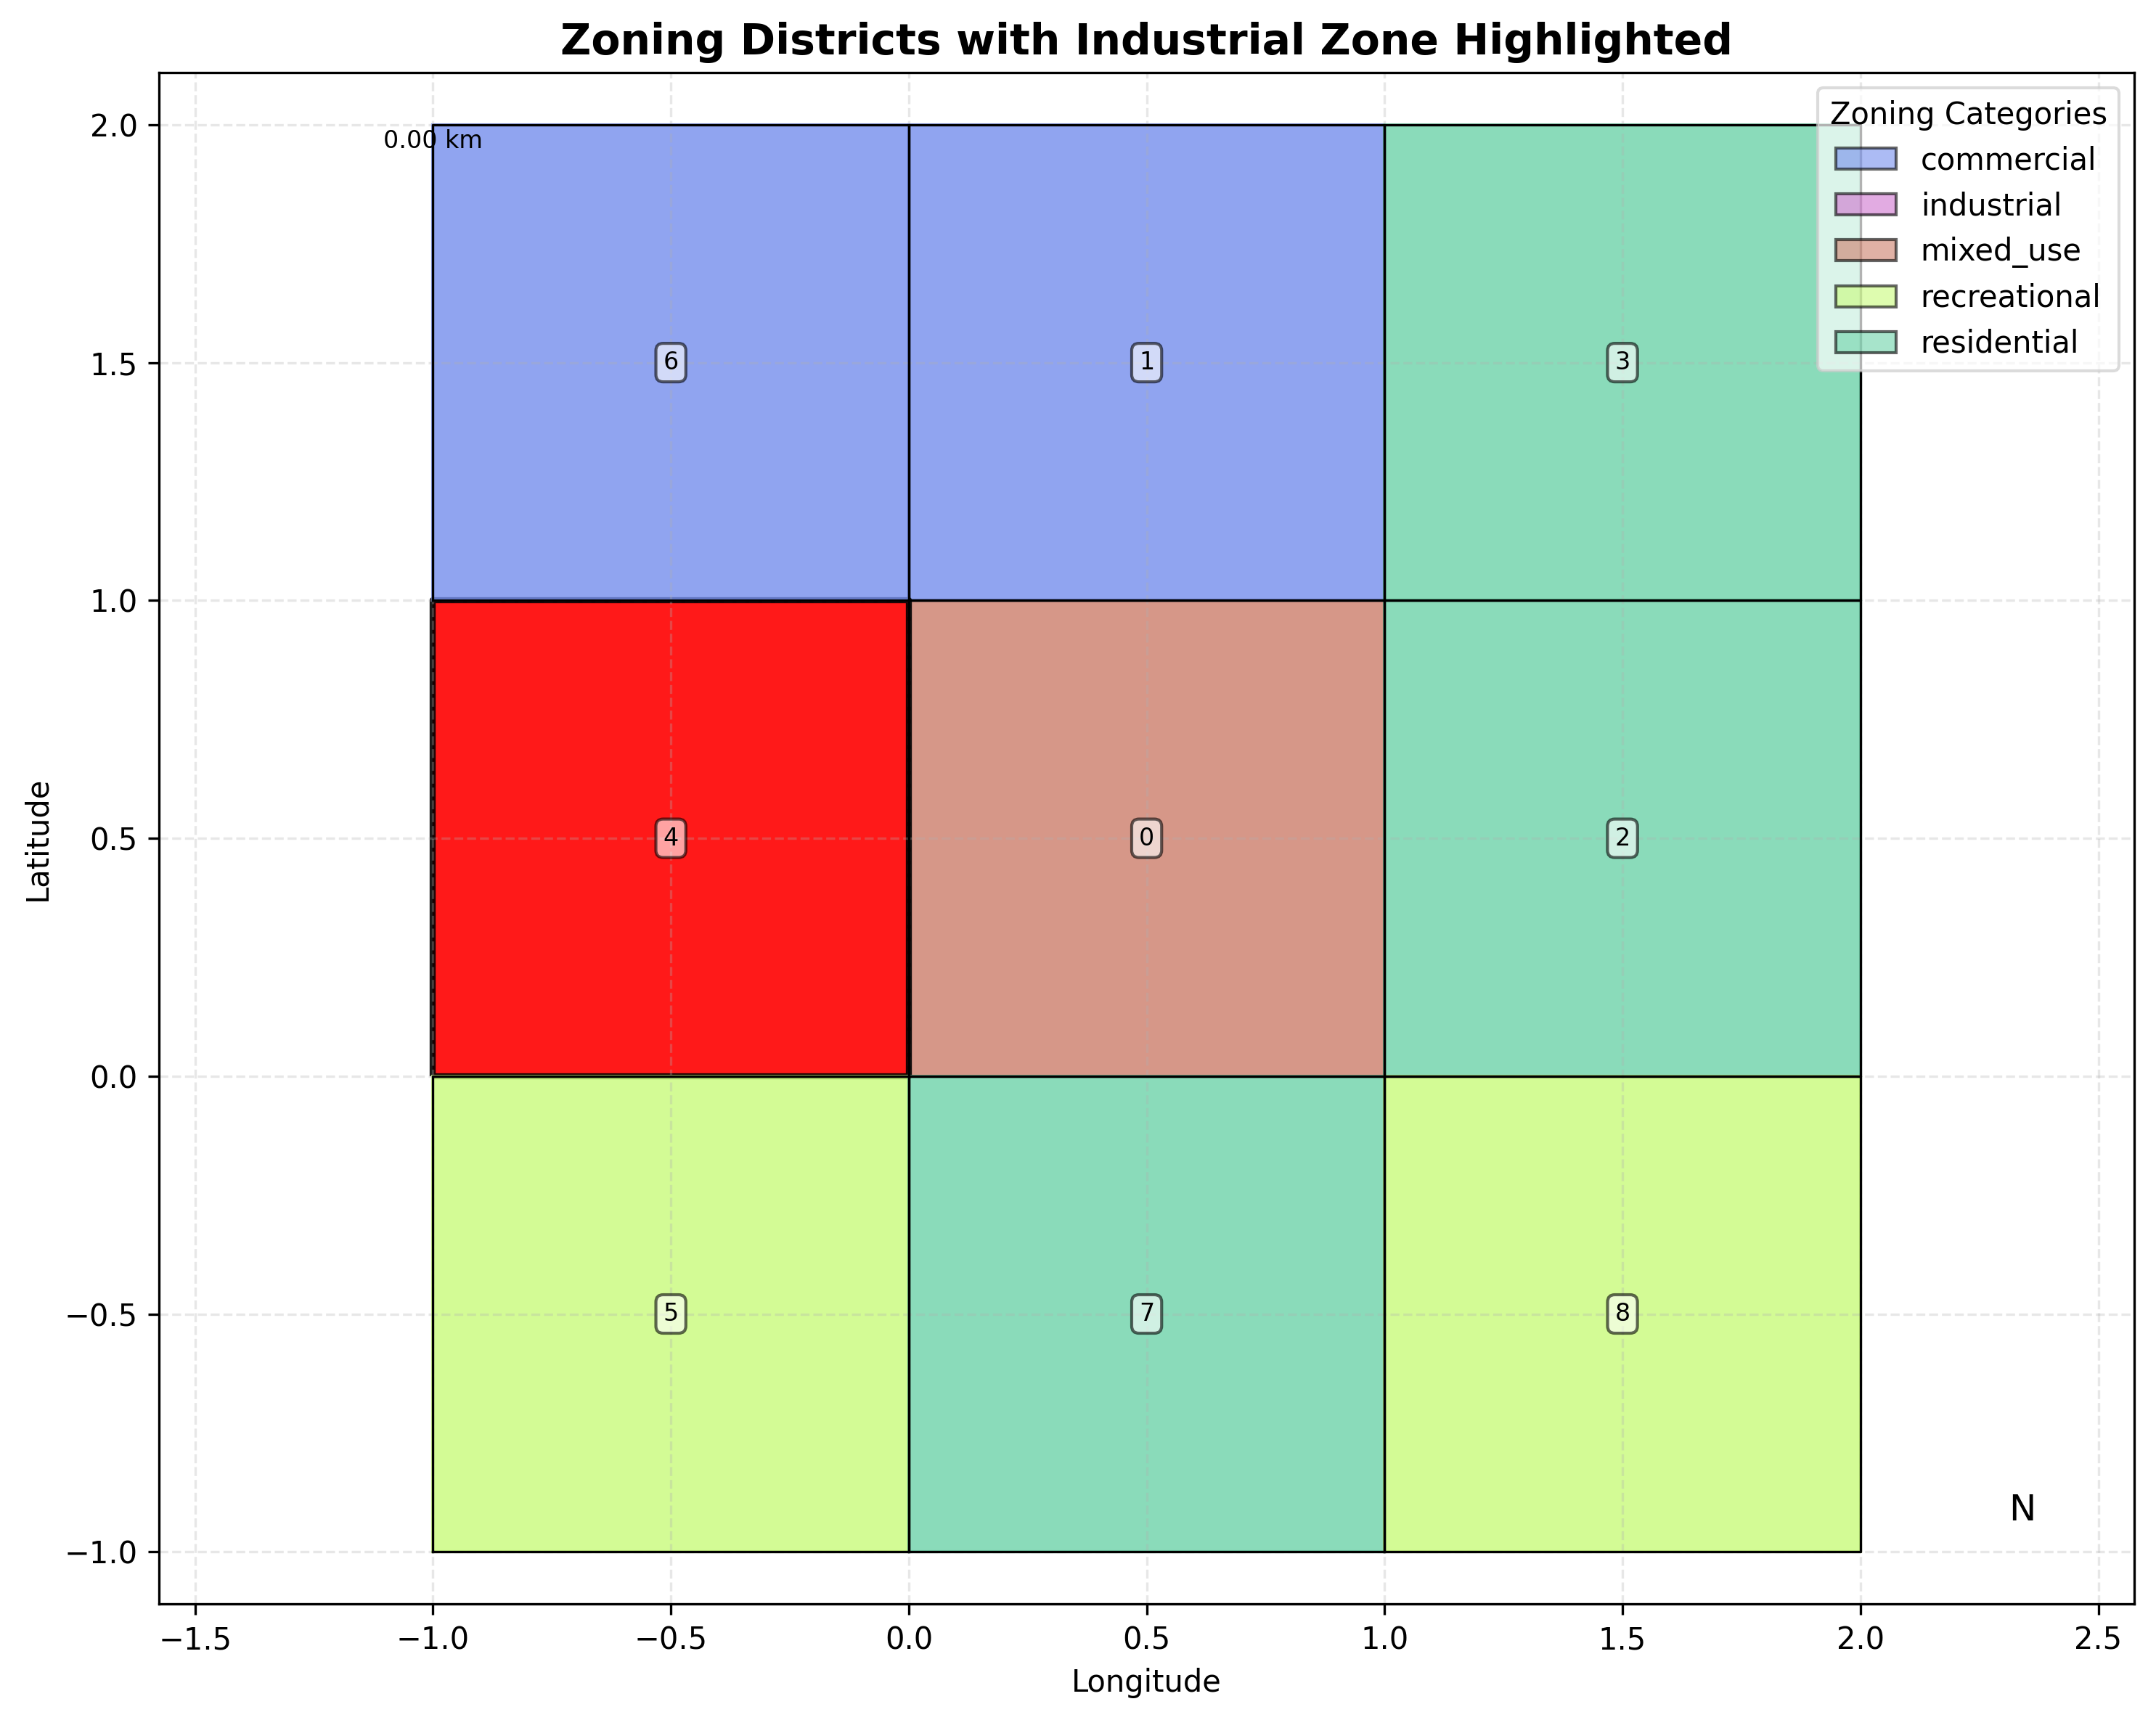 Zoning Districts with Industrial Zone Highlighted
Zoning Categories
commercial
industrial
mixed_use
recreational
residential
0.00 km
6
1
3
4
0
2
5
7
8
N
2.0
1.5
1.0
0.5
0.0
−0.5
−1.0
Latitude
−1.5
−1.0
−0.5
0.0
0.5
1.0
1.5
2.0
2.5
Longitude